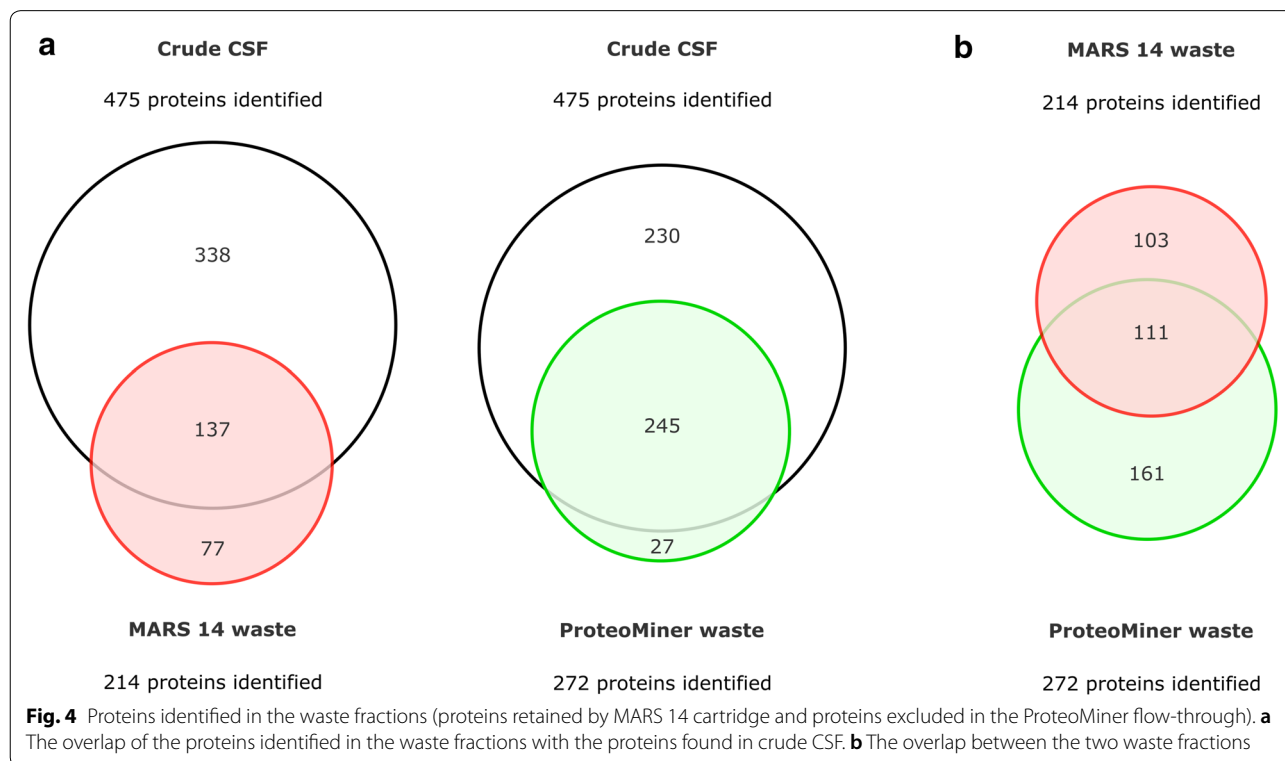 a
Crude CSF
475 proteins identified
338
137
77
MARS 14 waste
214 proteins identified
Crude CSF
475 proteins identified
230
245
27
ProteoMiner waste
272 proteins identified
b
MARS 14 waste
214 proteins identified
103
111
161
ProteoMiner waste
272 proteins identified
Fig. 4 Proteins identified in the waste fractions (proteins retained by MARS 14 cartridge and proteins excluded in the ProteoMiner flow-through). a
The overlap of the proteins identified in the waste fractions with the proteins found in crude CSF. b The overlap between the two waste fractions